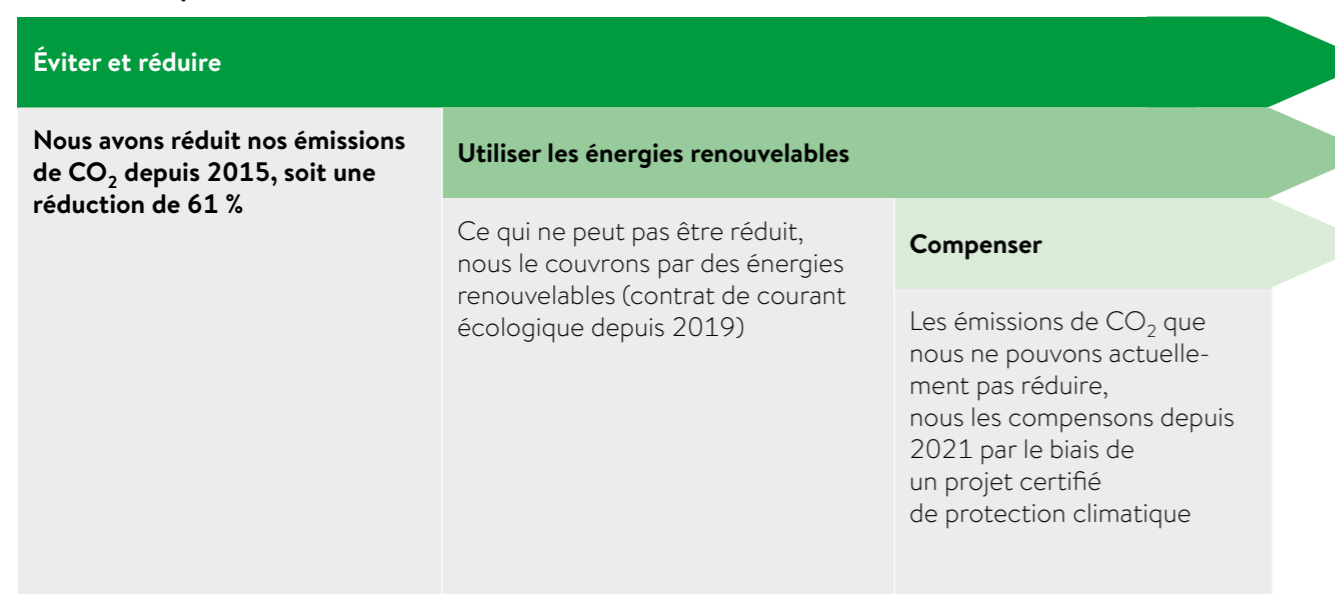 Éviter et réduire
Nous avons réduit nos émissions
de CO₂ depuis 2015, soit une
réduction de 61 %
Utiliser les énergies renouvelables
Ce qui ne peut pas être réduit,
nous le couvrons par des énergies
renouvelables (contrat de courant
écologique depuis 2019)
Compenser
Les émissions de CO₂ que
nous ne pouvons actuelle-
ment pas réduire,
nous les compensons depuis
2021 par le biais de
un projet certifié
de protection climatique